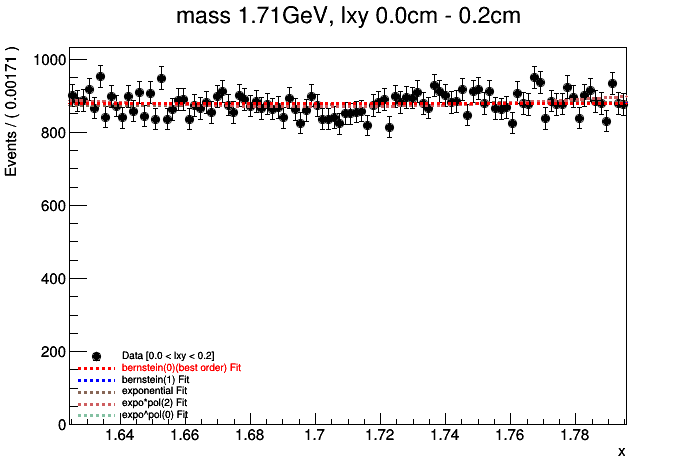 mass 1.71GeV, lxy 0.0cm - 0.2cm
Events / ( 0.00171 )
1000
800
600
400
200
0
Data [0.0 < lxy < 0.2]
bernstein(0)(best order) Fit
bernstein(1) Fit
exponential Fit
expo*pol(2) Fit
expo^pol(0) Fit
1.64 1.66 1.68 1.7 1.72 1.74 1.76 1.78
x